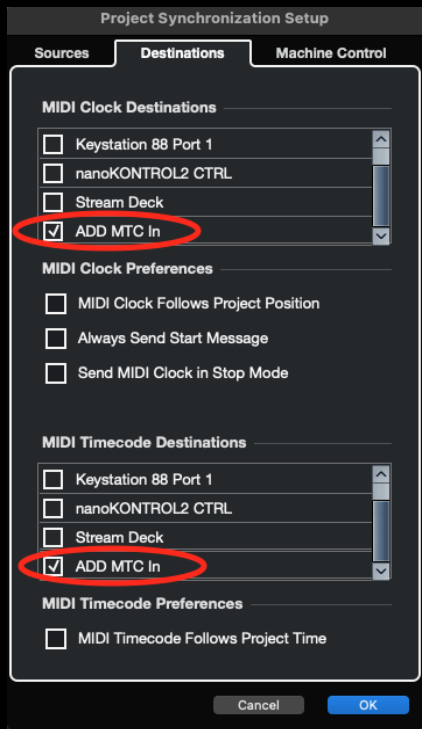 Project Synchronization Setup
Sources Destinations Machine Control
MIDI Clock Destinations
Keystation 88 Port 1
nanoKONTROL2 CTRL
Stream Deck
ADD MTC In
MIDI Clock Preferences
MIDI Clock Follows Project Position
Always Send Start Message
Send MIDI Clock in Stop Mode
MIDI Timecode Destinations
Keystation 88 Port 1
nanoKONTROL2 CTRL
Stream Deck
ADD MTC In
MIDI Timecode Preferences
MIDI Timecode Follows Project Time
Cancel OK